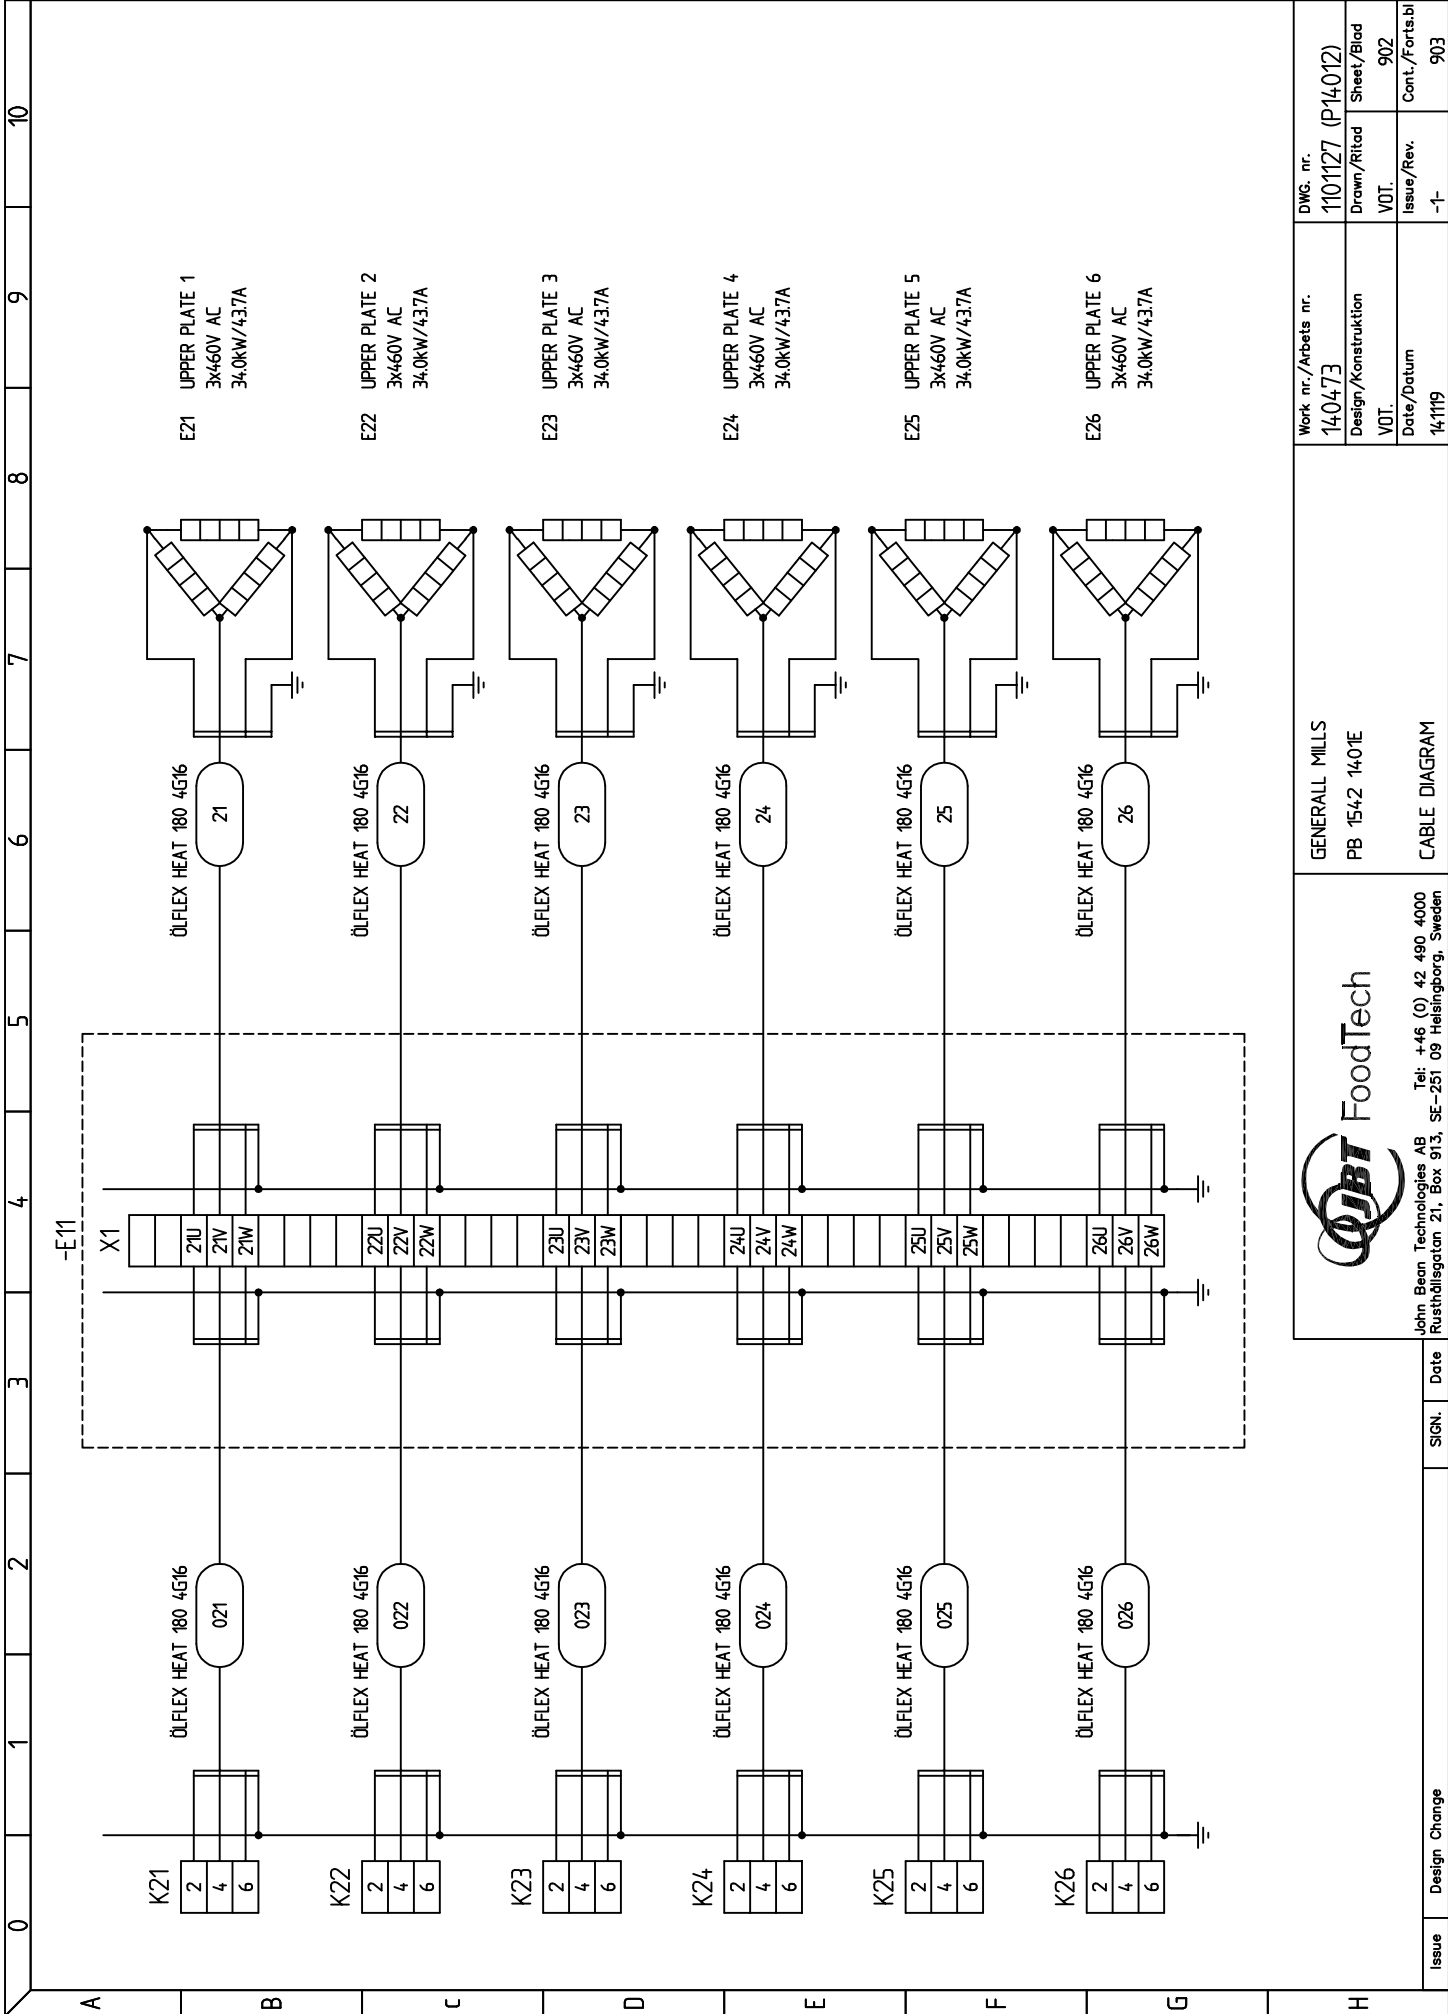 0 1 2 3 4 5 6 7 8 9 10
A
B
C
D
E
F
G
H
-E11
X1
K21
2
4
6
ÖLFLEX HEAT 180 4G16
021
21U
21V
21W
ÖLFLEX HEAT 180 4G16
21
E21 UPPER PLATE 1
3x460V AC
34.0kW/43.7A
K22
2
4
6
ÖLFLEX HEAT 180 4G16
022
22U
22V
22W
ÖLFLEX HEAT 180 4G16
22
E22 UPPER PLATE 2
3x460V AC
34.0kW/43.7A
K23
2
4
6
ÖLFLEX HEAT 180 4G16
023
23U
23V
23W
ÖLFLEX HEAT 180 4G16
23
E23 UPPER PLATE 3
3x460V AC
34.0kW/43.7A
K24
2
4
6
ÖLFLEX HEAT 180 4G16
024
24U
24V
24W
ÖLFLEX HEAT 180 4G16
24
E24 UPPER PLATE 4
3x460V AC
34.0kW/43.7A
K25
2
4
6
ÖLFLEX HEAT 180 4G16
025
25U
25V
25W
ÖLFLEX HEAT 180 4G16
25
E25 UPPER PLATE 5
3x460V AC
34.0kW/43.7A
K26
2
4
6
ÖLFLEX HEAT 180 4G16
026
26U
26V
26W
ÖLFLEX HEAT 180 4G16
26
E26 UPPER PLATE 6
3x460V AC
34.0kW/43.7A
Issue Design Change SIGN. Date
JBT FoodTech
John Bean Technologies AB Tel: +46 (0) 42 490 4000
Rusthållsgatan 21, Box 913, SE-251 09 Helsingborg, Sweden
GENERALL MILLS
PB 1542 1401E
CABLE DIAGRAM
Work nr./Arbets nr.
140473
DWG. nr.
1101127 (P14012)
Design/Konstruktion
VOT.
Drawn/Ritad
VOT.
Sheet/Blad
902
Date/Datum
141119
Issue/Rev.
-1-
Cont./Forts.bl
903